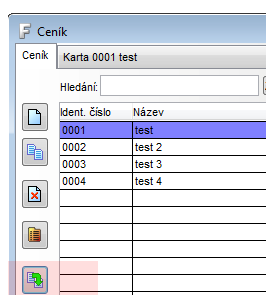 F Ceník
Ceník Karta 0001 test
Hledání:
Ident. číslo Název
0001 test
0002 test 2
0003 test 3
0004 test 4